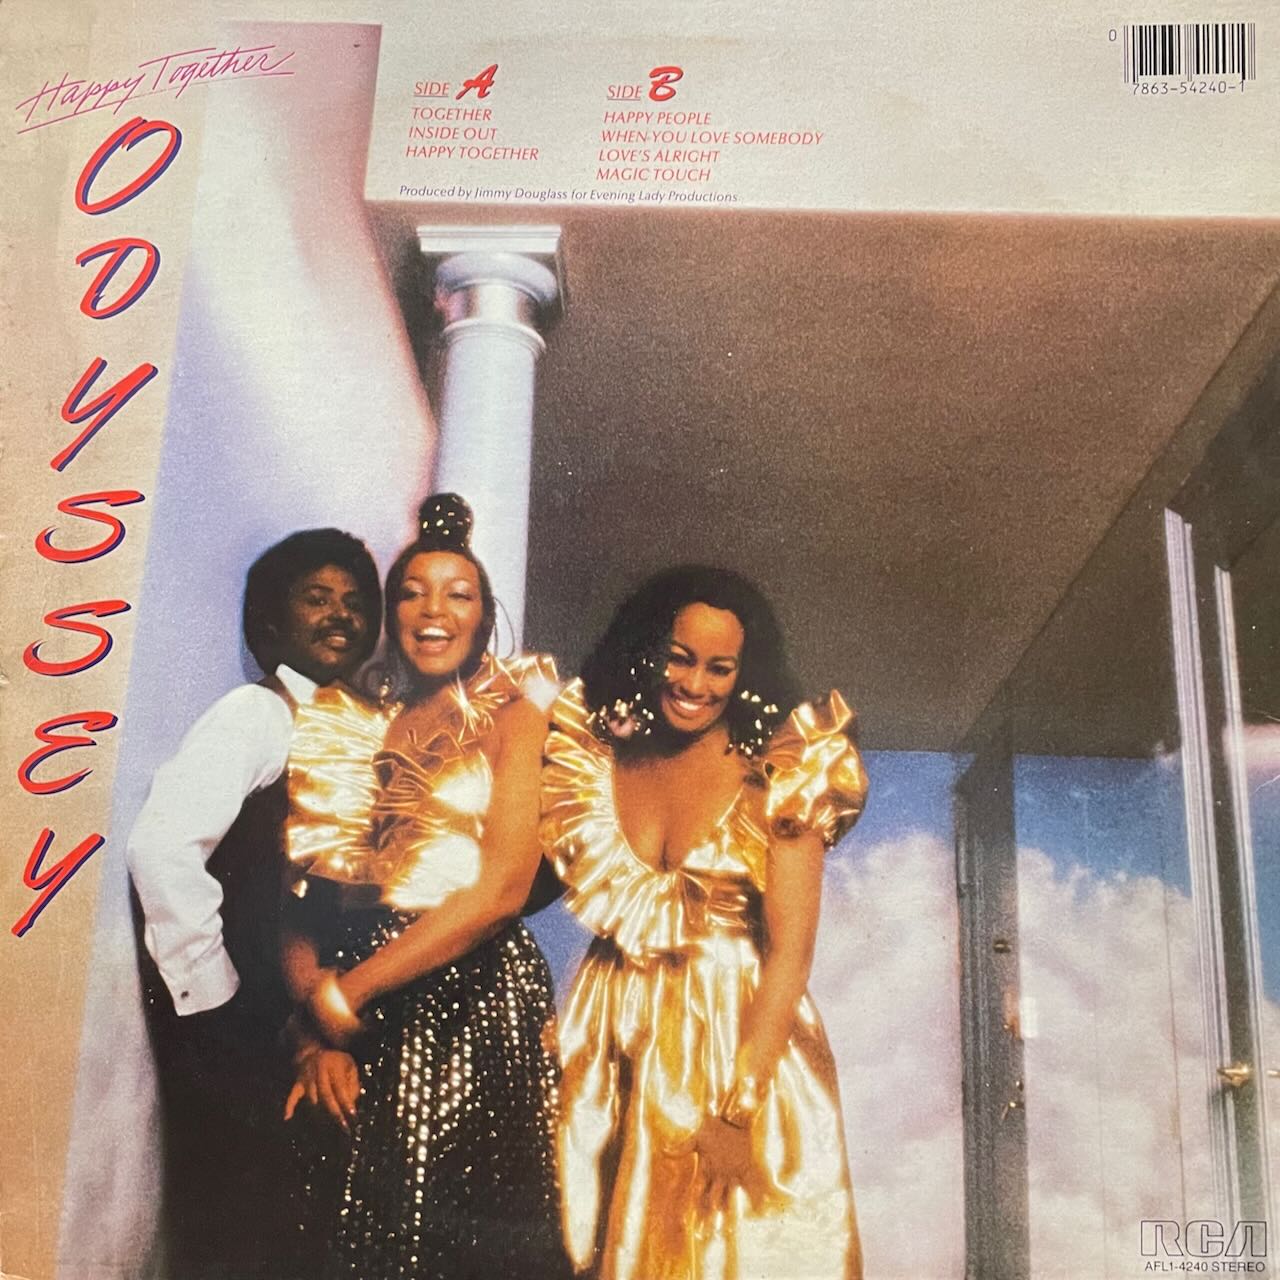 Happy Together
ODYSSEY
SIDE A
TOGETHER
INSIDE OUT
HAPPY TOGETHER
SIDE B
HAPPY PEOPLE
WHEN YOU LOVE SOMEBODY
LOVE'S ALRIGHT
MAGIC TOUCH
Produced by Jimmy Douglass for Evening Lady Productions.
0
7863-54240-1
RCA
AFL1-4240 STEREO